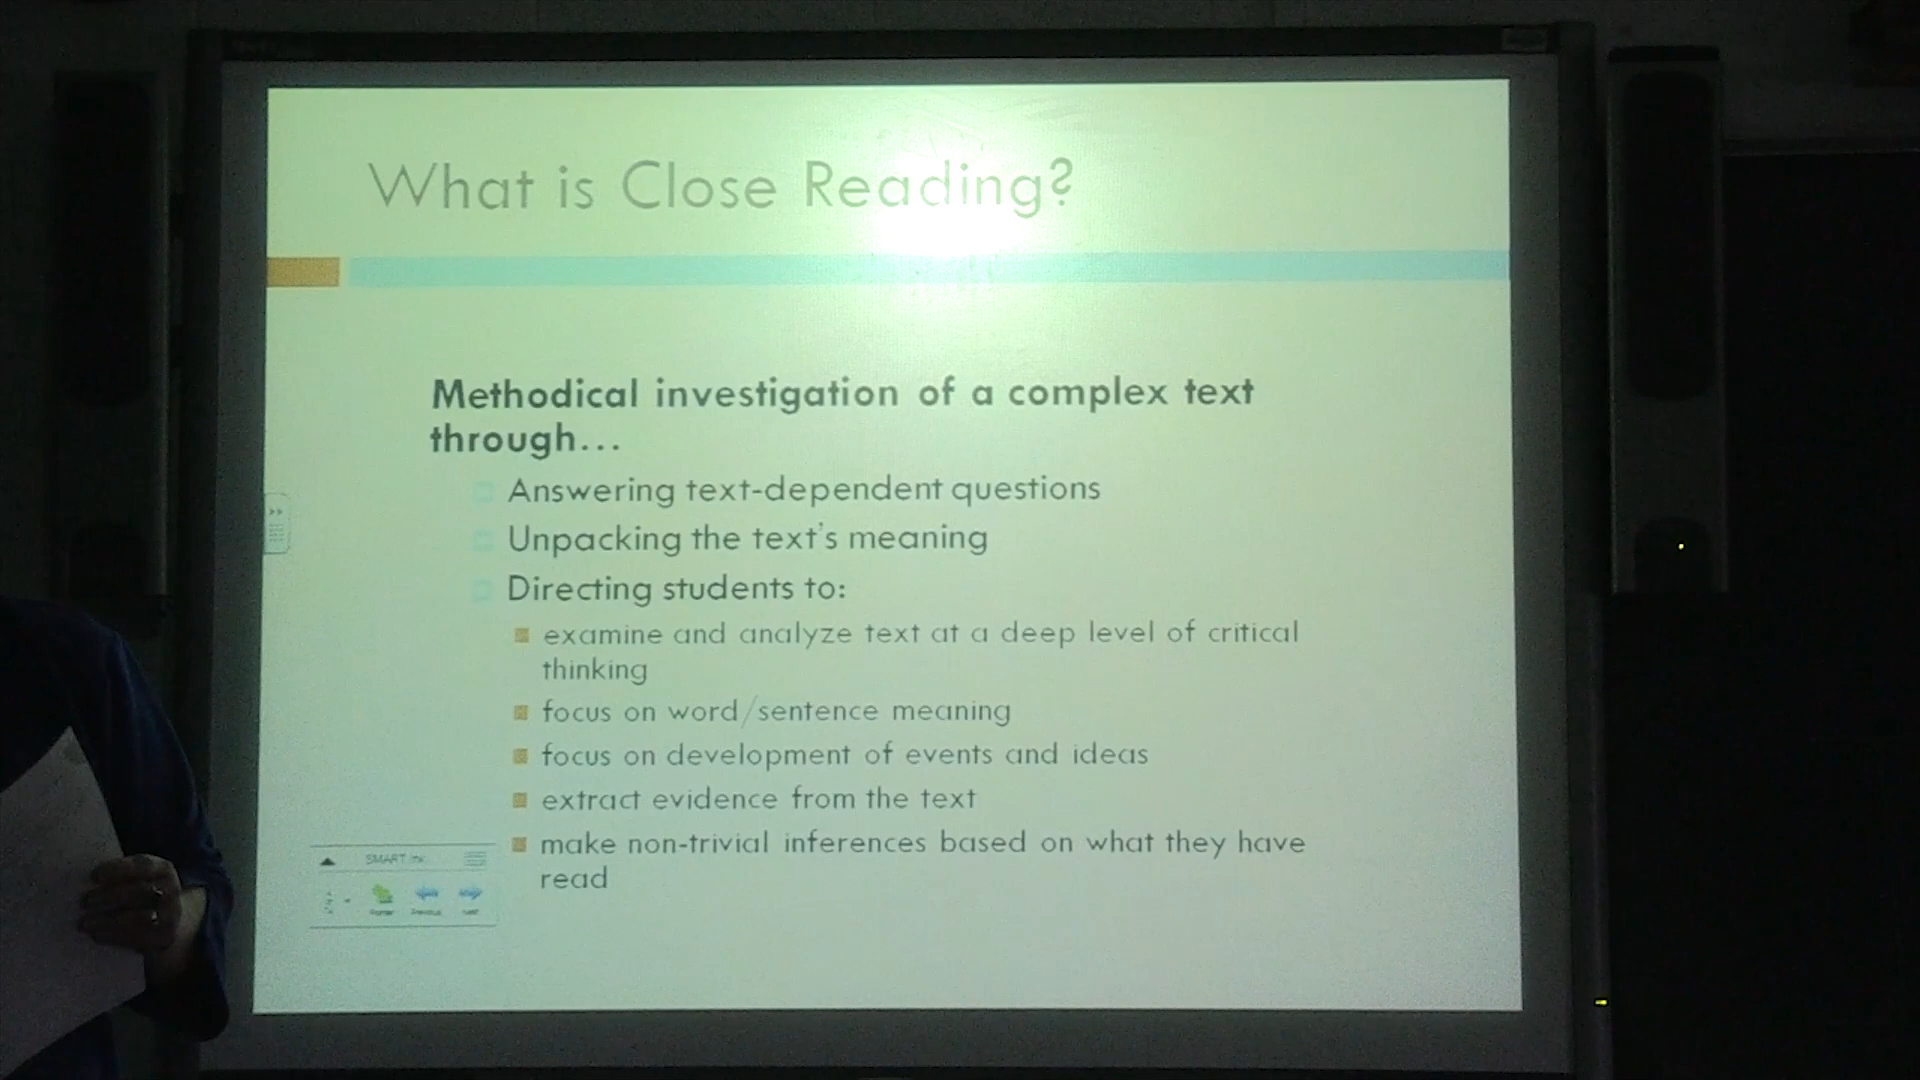 What is Close Reading?
Methodical investigation of a complex text
through...
Answering text-dependent questions
Unpacking the text's meaning
Directing students to:
examine and analyze text at a deep level of critical
thinking
focus on word/sentence meaning
focus on development of events and ideas
extract evidence from the text
make non-trivial inferences based on what they have
read
SMART Ink
Pointer Previous Next